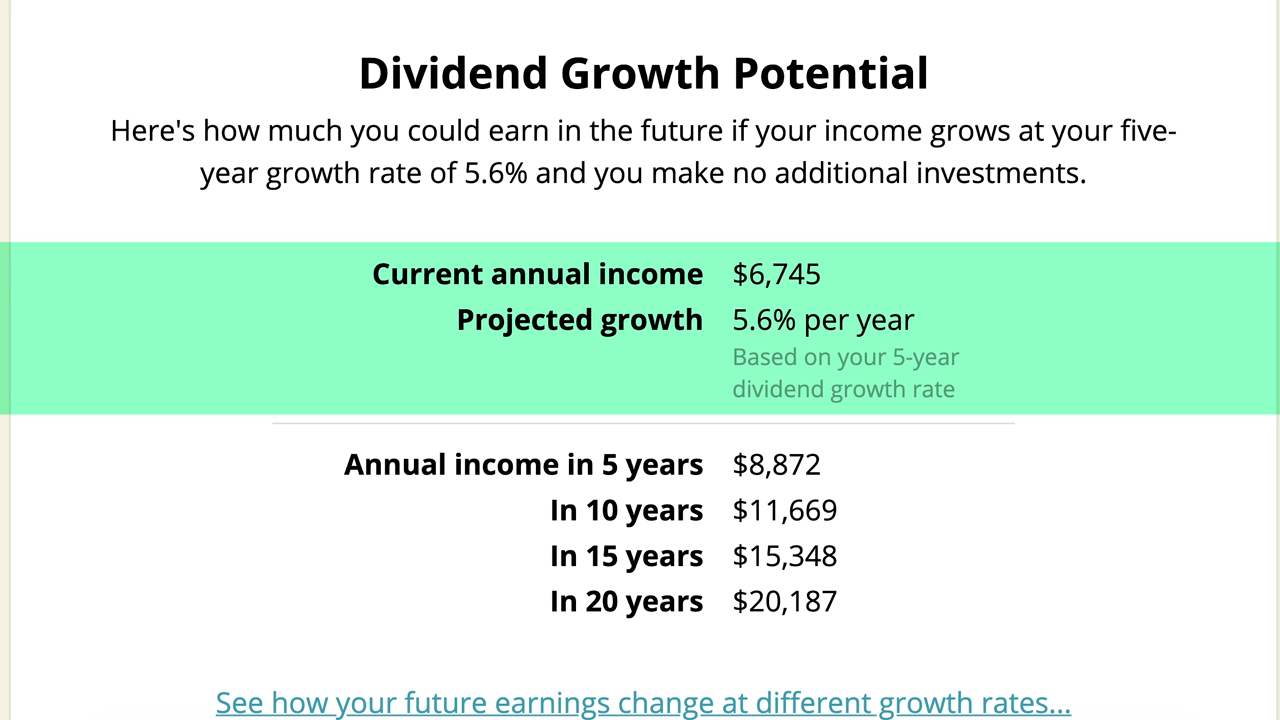 Dividend Growth Potential
Here's how much you could earn in the future if your income grows at your five-
year growth rate of 5.6% and you make no additional investments.
Current annual income $6,745
Projected growth 5.6% per year
Based on your 5-year
dividend growth rate
Annual income in 5 years $8,872
In 10 years $11,669
In 15 years $15,348
In 20 years $20,187
See how your future earnings change at different growth rates...